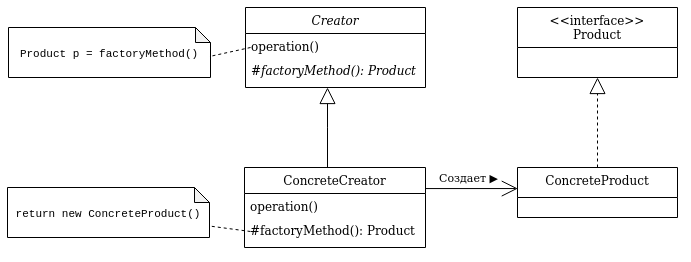 Creator
<<interface>>
Product
Product p = factoryMethod()
operation()
#factoryMethod(): Product
ConcreteCreator
Создает ▶
ConcreteProduct
return new ConcreteProduct()
operation()
#factoryMethod(): Product